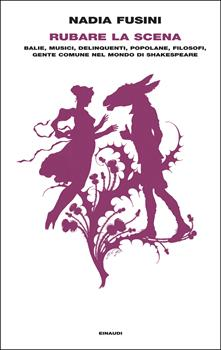 NADIA FUSINI
RUBARE LA SCENA
BALIE, MUSICI, DELINQUENTI, POPOLANE, FILOSOFI,
GENTE COMUNE NEL MONDO DI SHAKESPEARE
EINAUDI